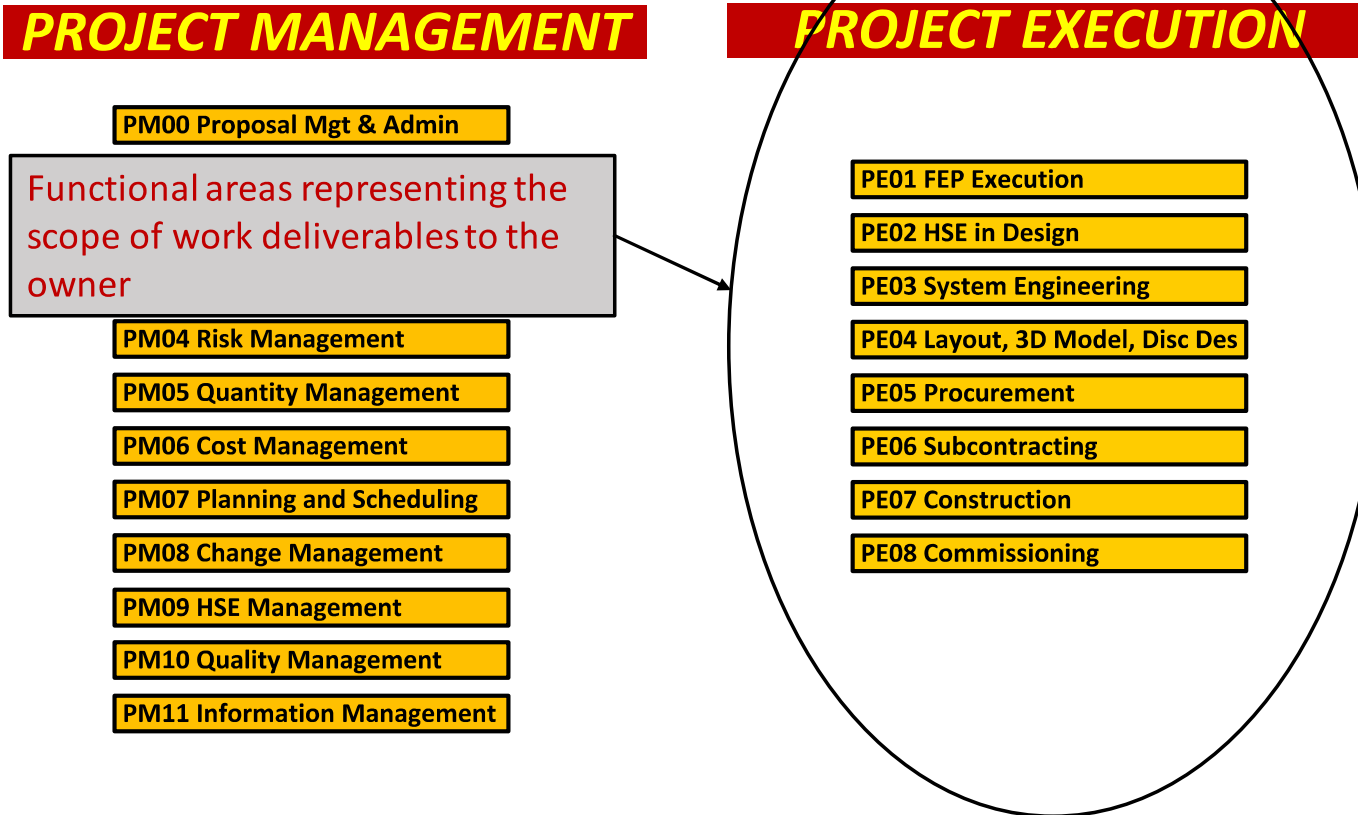 PROJECT MANAGEMENT
PM00 Proposal Mgt & Admin
Functional areas representing the
scope of work deliverables to the
owner
PM04 Risk Management
PM05 Quantity Management
PM06 Cost Management
PM07 Planning and Scheduling
PM08 Change Management
PM09 HSE Management
PM10 Quality Management
PM11 Information Management
PROJECT EXECUTION
PE01 FEP Execution
PE02 HSE in Design
PE03 System Engineering
PE04 Layout, 3D Model, Disc Des
PE05 Procurement
PE06 Subcontracting
PE07 Construction
PE08 Commissioning